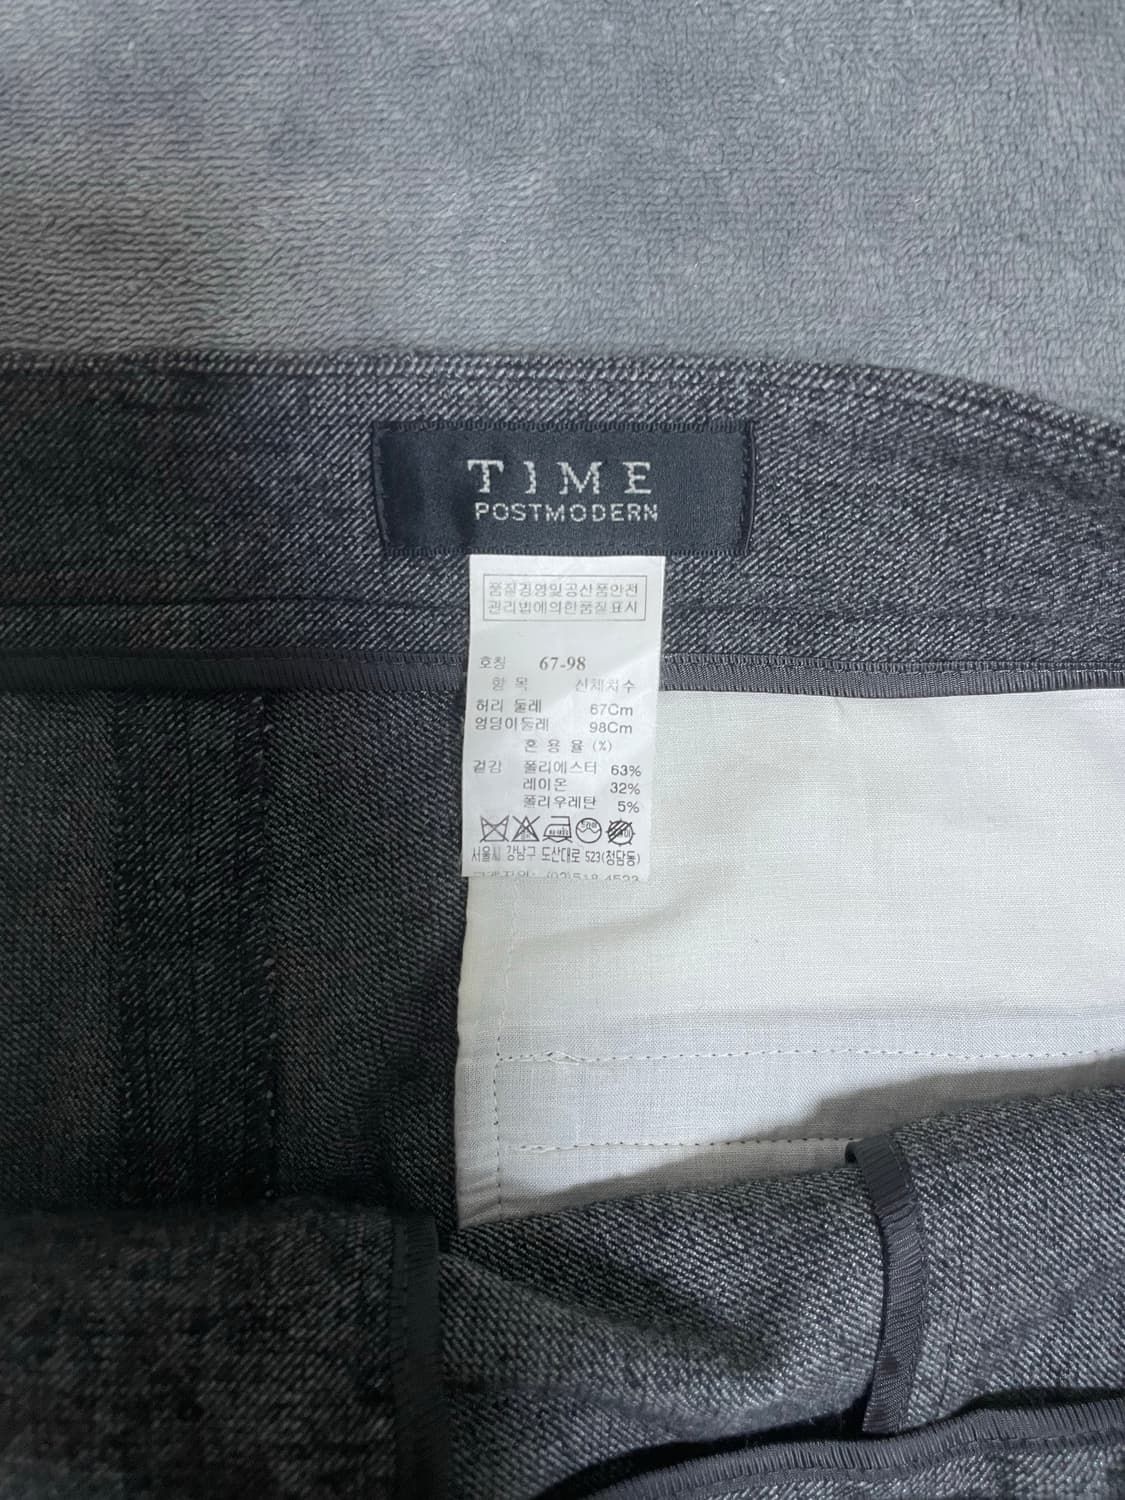 TIME
POSTMODERN
품질경영및공산품안전
관리법에의한품질표시
호칭 67-98
항 목 신체치수
허리 둘레 67Cm
엉덩이둘레 98Cm
혼 용 율 (%)
겉감 폴리에스터 63%
레이온 32%
폴리우레탄 5%
서울시 강남구 도산대로 523(청담동)